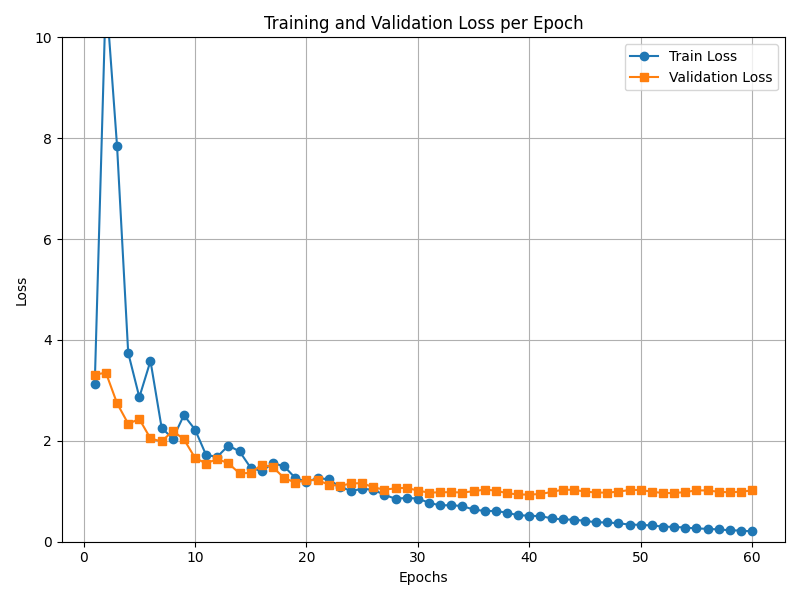 Training and Validation Loss per Epoch
Train Loss
Validation Loss
10
8
6
4
2
0
Loss
0 10 20 30 40 50 60
Epochs